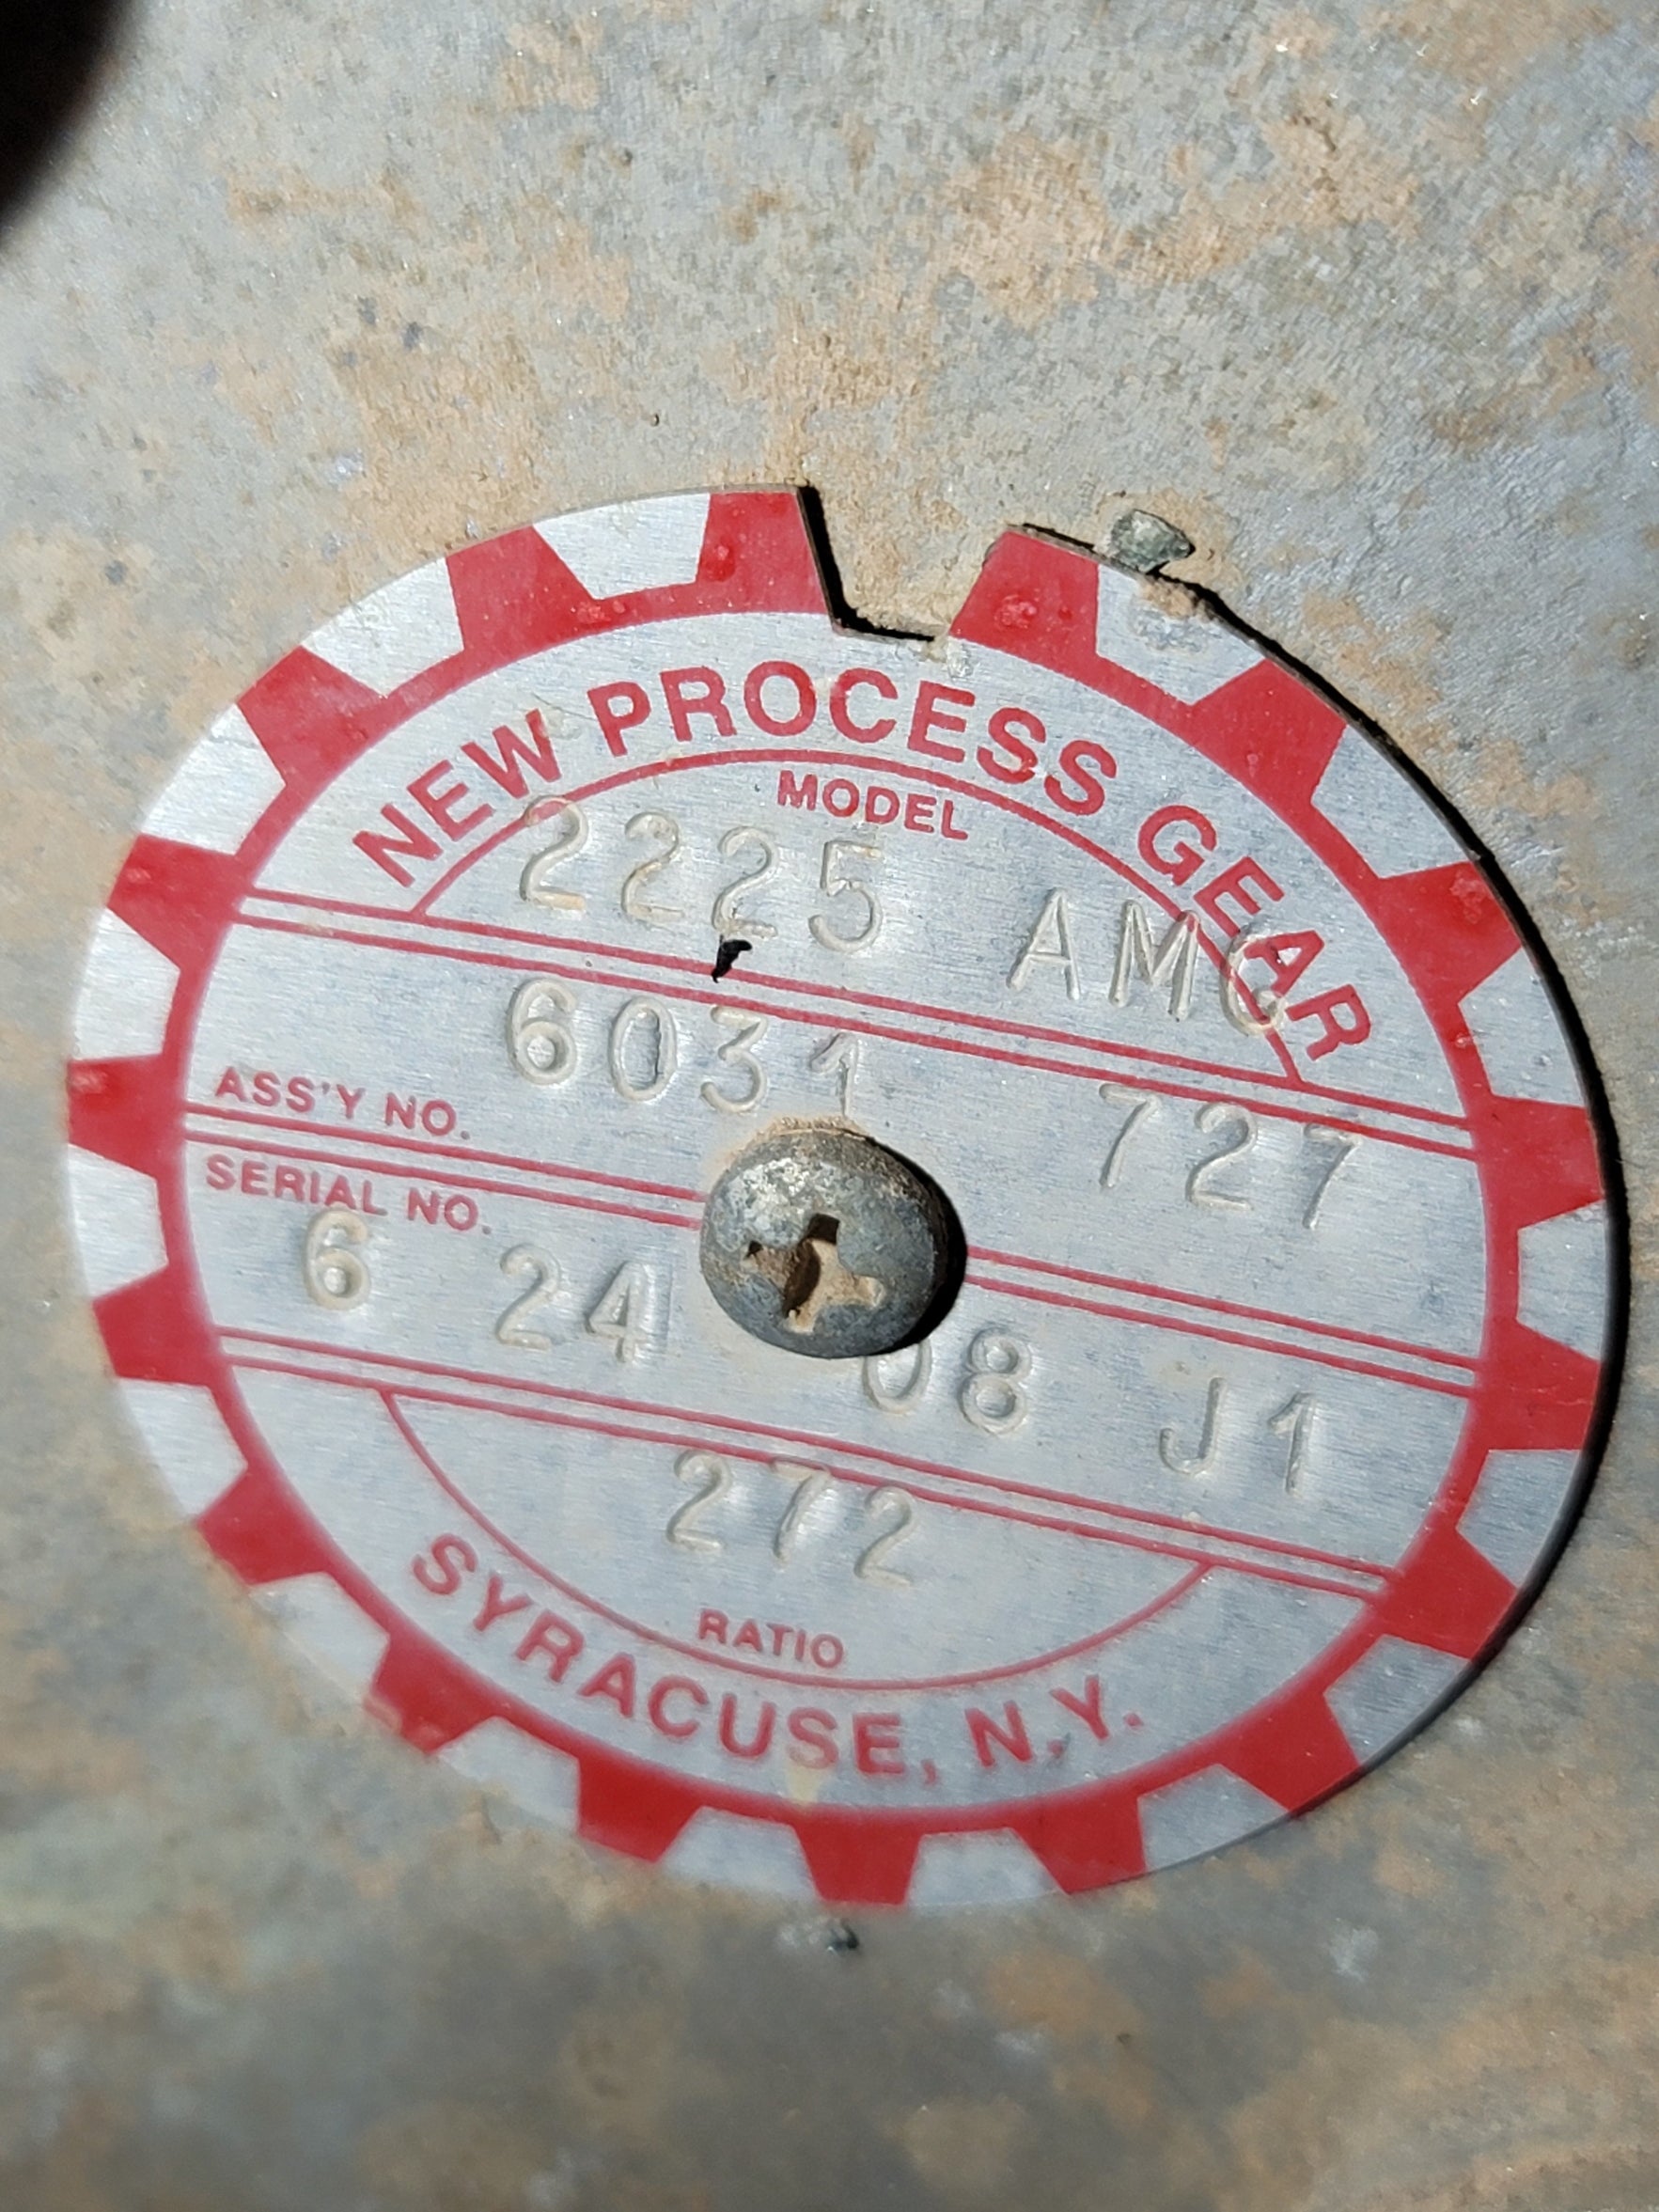 NEW PROCESS GEAR
MODEL
2225 AMC
6031 727
ASS'Y NO.
SERIAL NO.
6 24 08 J1
272
RATIO
SYRACUSE, N.Y.